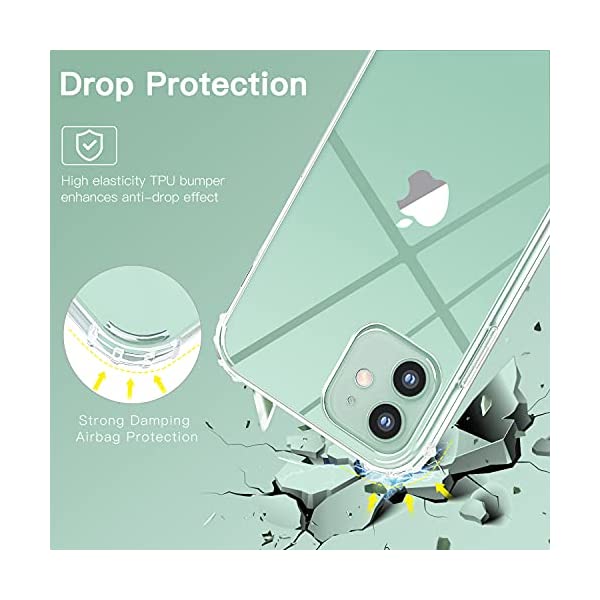 Drop Protection
High elasticity TPU bumper
enhances anti-drop effect
Strong Damping
Airbag Protection